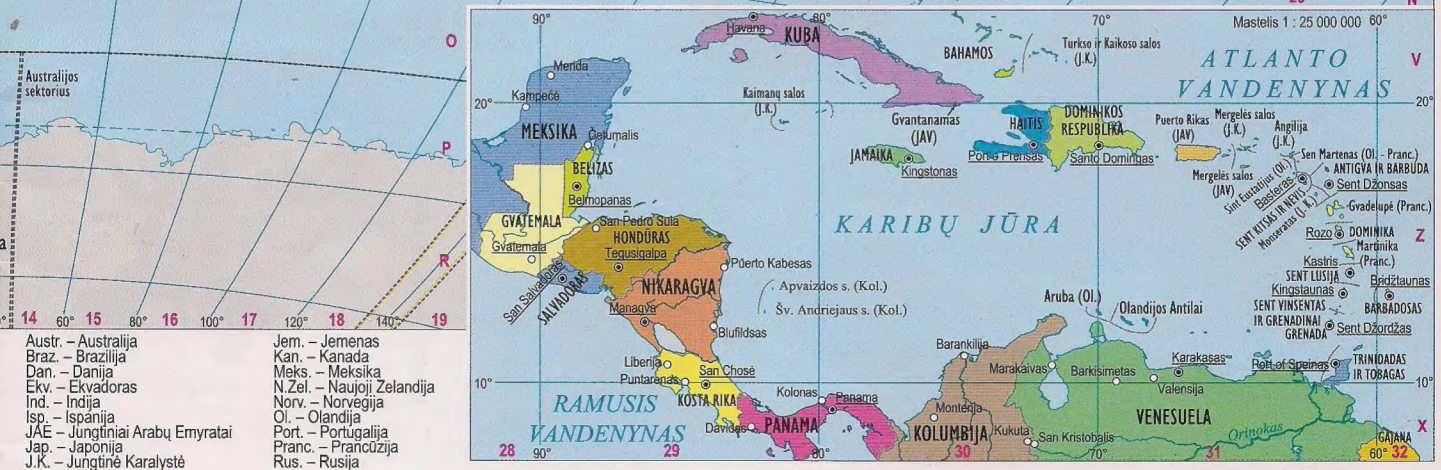 O
P
R
a
Australijos
sektorius
14 60° 15 80° 16 100° 17 120° 18 140° 19
Austr. – Australija
Braz. – Brazilija
Dan. – Danija
Ekv. – Ekvadoras
Ind. – Indija
Isp. – Ispanija
JAE – Jungtiniai Arabų Emyratai
Jap. – Japonija
J.K. – Jungtinė Karalystė
Jem. – Jemenas
Kan. – Kanada
Meks. – Meksika
N.Zel. – Naujoji Zelandija
Norv. – Norvegija
Ol. – Olandija
Port. – Portugalija
Pranc. – Prancūzija
Rus. – Rusija
90° 80° 70° 60°
Mastelis 1 : 25 000 000
Havana
KUBA
BAHAMOS
Turkso ir Kaikoso salos
(J.K.)
ATLANTO
VANDENYNAS
V
Merida
Kampečė
20°
20°
MEKSIKA
Četumalis
Kaimanų salos
(J.K.)
Gvantanamas
(JAV)
HAITIS
DOMINIKOS
RESPUBLIKA
Puerto Rikas
(JAV)
Mergelės salos
(J.K.)
Angilija
(J.K.)
BELIZAS
Belmopanas
JAMAIKA
Kingstonas
Port o Prensas
Santo Domingas
Mergelės salos
(JAV)
Sen Martenas (Ol. - Pranc.)
Sint Eustatijus (Ol.)
ANTIGVA IR BARBUDA
Basteras
Sent Džonsas
SENT KITSAS IR NEVIS
Monseratas (J. K.)
Gvadelupė (Pranc.)
GVATEMALA
Gvatemala
San Pedro Sula
HONDŪRAS
Tegusigalpa
KARIBŲ JŪRA
Rozo
DOMINIKA
Z
Martinika
(Pranc.)
Kastris
SENT LUSIJA
San Salvadoras
SALVADORAS
NIKARAGVA
Puerto Kabesas
Apvaizdos s. (Kol.)
Šv. Andriejaus s. (Kol.)
Managva
Blufildsas
Aruba (Ol.)
Olandijos Antilai
Kingstaunas
Bridžtaunas
SENT VINSENTAS
IR GRENADINAI
BARBADOSAS
GRENADA
Sent Džordžas
Liberija
Puntarenas
San Chosė
KOSTA RIKA
Davidas
Kolonas
Panama
PANAMA
Barankilija
Marakaivas
Barkisimetas
Valensija
Karakasas
Port of Speinas
TRINIDADAS
IR TOBAGAS
10°
10°
RAMUSIS
VANDENYNAS
Monterija
KOLUMBIJA
Kukuta
San Kristobalis
VENESUELA
Orinokas
GAJANA
X
28 90° 29 80° 30 70° 31 60° 32